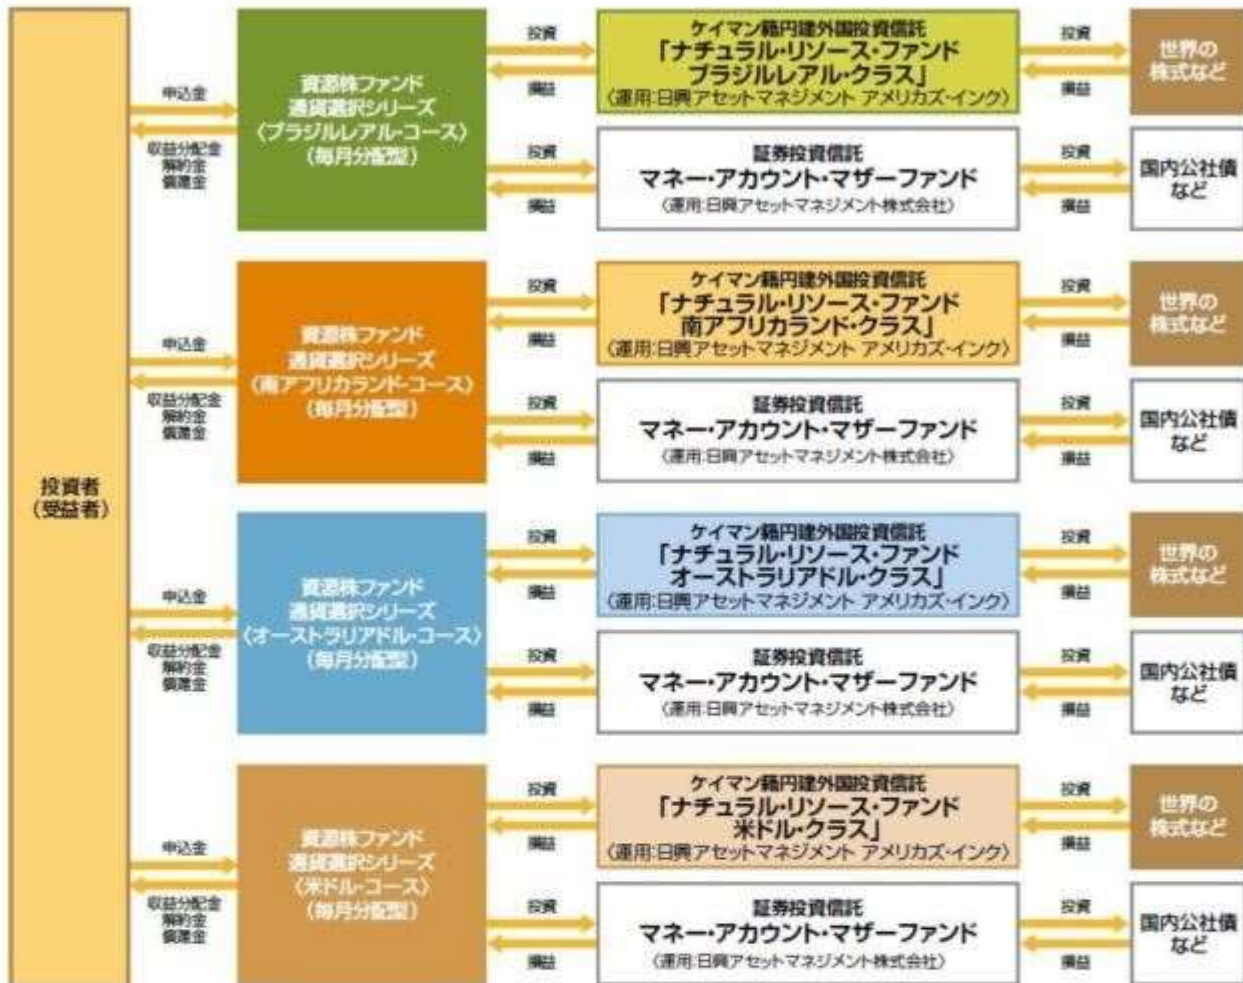 投資者
(受益者)
申込金
収益分配金
解約金
償還金
資源株ファンド
通貨選択シリーズ
〈ブラジルレアル・コース〉
(毎月分配型)
投資
損益
ケイマン籍円建外国投資信託
「ナチュラル・リソース・ファンド
ブラジルレアル・クラス」
〈運用:日興アセットマネジメント アメリカズ・インク〉
投資
損益
世界の
株式など
投資
損益
証券投資信託
マネー・アカウント・マザーファンド
〈運用:日興アセットマネジメント株式会社〉
投資
損益
国内公社債
など
申込金
収益分配金
解約金
償還金
資源株ファンド
通貨選択シリーズ
〈南アフリカランド・コース〉
(毎月分配型)
投資
損益
ケイマン籍円建外国投資信託
「ナチュラル・リソース・ファンド
南アフリカランド・クラス」
〈運用:日興アセットマネジメント アメリカズ・インク〉
投資
損益
世界の
株式など
投資
損益
証券投資信託
マネー・アカウント・マザーファンド
〈運用:日興アセットマネジメント株式会社〉
投資
損益
国内公社債
など
申込金
収益分配金
解約金
償還金
資源株ファンド
通貨選択シリーズ
〈オーストラリアドル・コース〉
(毎月分配型)
投資
損益
ケイマン籍円建外国投資信託
「ナチュラル・リソース・ファンド
オーストラリアドル・クラス」
〈運用:日興アセットマネジメント アメリカズ・インク〉
投資
損益
世界の
株式など
投資
損益
証券投資信託
マネー・アカウント・マザーファンド
〈運用:日興アセットマネジメント株式会社〉
投資
損益
国内公社債
など
申込金
収益分配金
解約金
償還金
資源株ファンド
通貨選択シリーズ
〈米ドル・コース〉
(毎月分配型)
投資
損益
ケイマン籍円建外国投資信託
「ナチュラル・リソース・ファンド
米ドル・クラス」
〈運用:日興アセットマネジメント アメリカズ・インク〉
投資
損益
世界の
株式など
投資
損益
証券投資信託
マネー・アカウント・マザーファンド
〈運用:日興アセットマネジメント株式会社〉
投資
損益
国内公社債
など